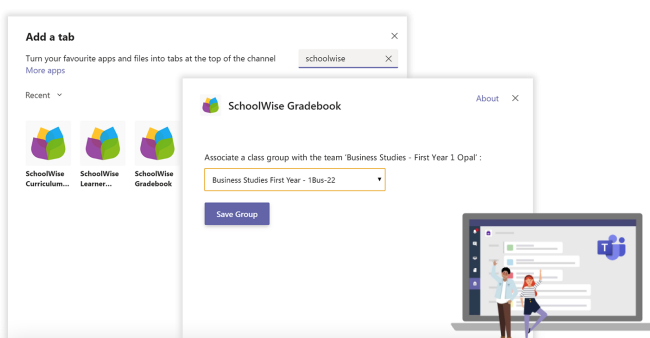 Add a tab
Turn your favourite apps and files into tabs at the top of the channel
More apps
schoolwise
Recent
SchoolWise
Curriculum...
SchoolWise
Learner...
SchoolWise
Gradebook
SchoolWise Gradebook
About
Associate a class group with the team 'Business Studies - First Year 1 Opal' :
Business Studies First Year - 1Bus-22
Save Group
T